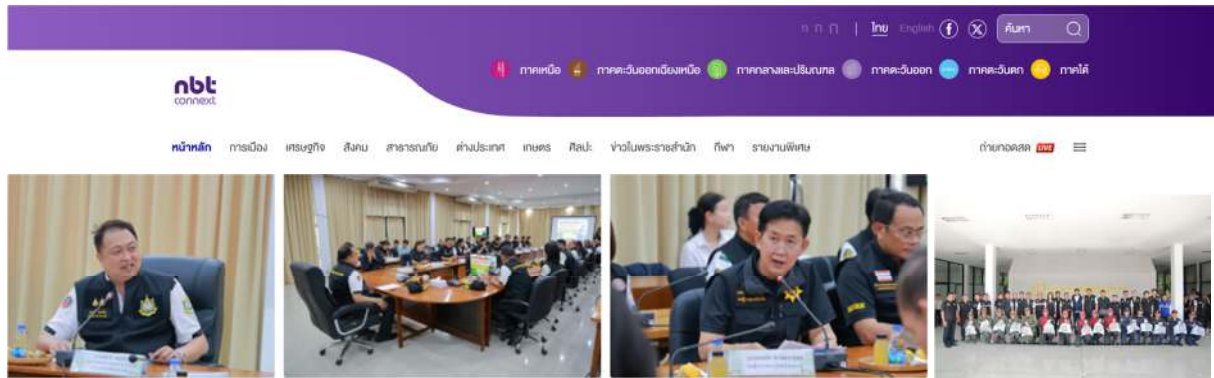 ก ก ก | ไทย English f X ค้นหา
ภาคเหนือ ภาคตะวันออกเฉียงเหนือ ภาคกลางและปริมณฑล ภาคตะวันออก ภาคตะวันตก ภาคใต้
nbt
connext
หน้าหลัก การเมือง เศรษฐกิจ สังคม สาธารณภัย ต่างประเทศ เกษตร ศิลปะ ข่าวในพระราชสำนัก กีฬา รายงานพิเศษ ถ่ายทอดสด LIVE